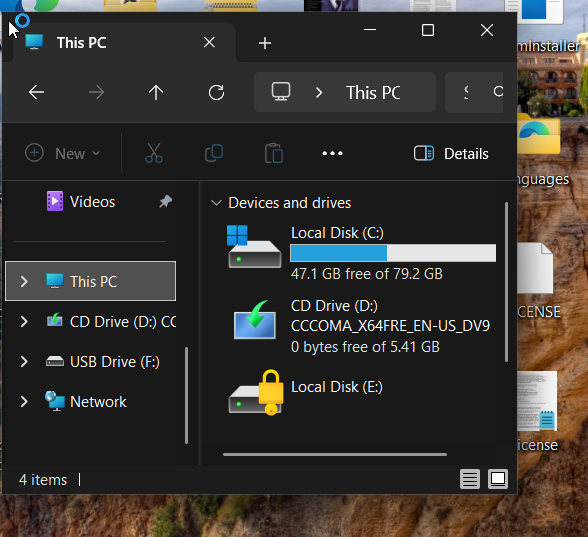 This PC
This PC
New
Details
Videos
This PC
CD Drive (D:) CC
USB Drive (F:)
Network
Devices and drives
Local Disk (C:)
47.1 GB free of 79.2 GB
CD Drive (D:)
CCCOMA_X64FRE_EN-US_DV9
0 bytes free of 5.41 GB
Local Disk (E:)
4 items
mInstaller
nguages
CENSE
icense